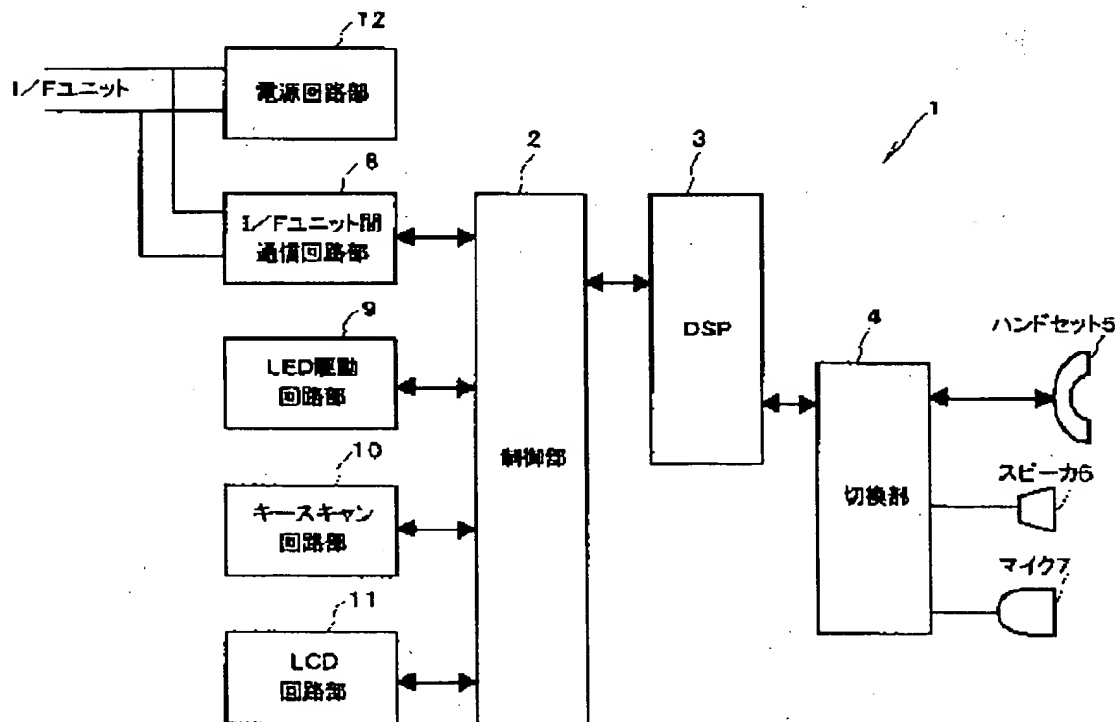 12
I/Fユニット
電源回路部
1
8
2
3
I/Fユニット間
通信回路部
9
DSP
4
ハンドセット5
LED駆動
回路部
制御部
10
切換部
スピーカ6
キースキャン
回路部
マイク7
11
LCD
回路部